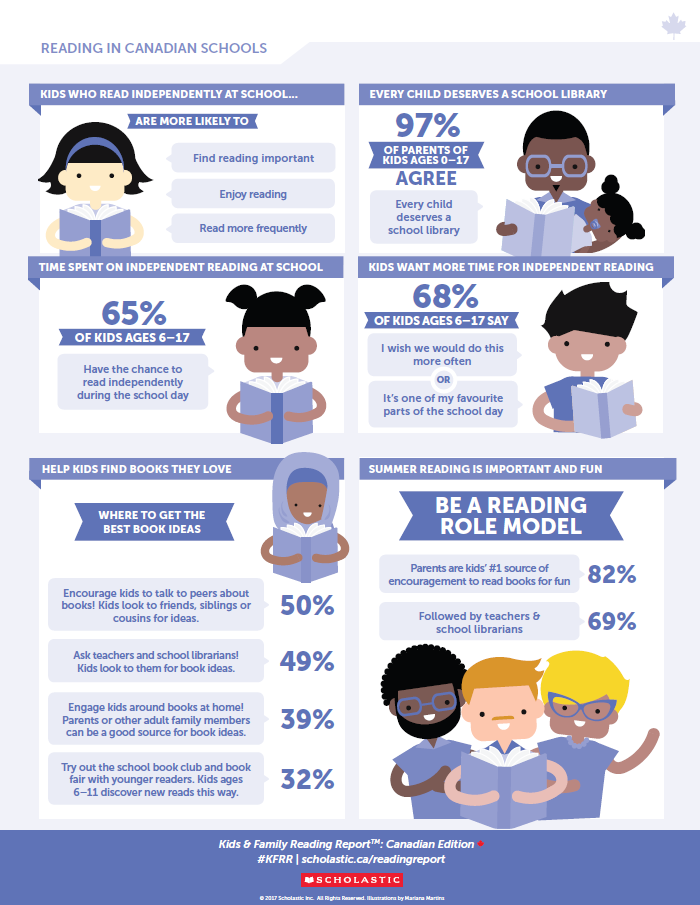 READING IN CANADIAN SCHOOLS
KIDS WHO READ INDEPENDENTLY AT SCHOOL...
ARE MORE LIKELY TO
Find reading important
Enjoy reading
Read more frequently
EVERY CHILD DESERVES A SCHOOL LIBRARY
97%
OF PARENTS OF
KIDS AGES 0–17
AGREE
Every child
deserves a
school library
TIME SPENT ON INDEPENDENT READING AT SCHOOL
65%
OF KIDS AGES 6–17
Have the chance to
read independently
during the school day
KIDS WANT MORE TIME FOR INDEPENDENT READING
68%
OF KIDS AGES 6–17 SAY
I wish we would do this
more often
OR
It's one of my favourite
parts of the school day
HELP KIDS FIND BOOKS THEY LOVE
WHERE TO GET THE
BEST BOOK IDEAS
Encourage kids to talk to peers about
books! Kids look to friends, siblings or
cousins for ideas.
50%
Ask teachers and school librarians!
Kids look to them for book ideas.
49%
Engage kids around books at home!
Parents or other adult family members
can be a good source for book ideas.
39%
Try out the school book club and book
fair with younger readers. Kids ages
6–11 discover new reads this way.
32%
SUMMER READING IS IMPORTANT AND FUN
BE A READING
ROLE MODEL
Parents are kids' #1 source of
encouragement to read books for fun
82%
Followed by teachers &
school librarians
69%
Kids & Family Reading Report™: Canadian Edition
#KFRR | scholastic.ca/readingreport
SCHOLASTIC
© 2017 Scholastic Inc. All Rights Reserved. Illustrations by Mariana Martins